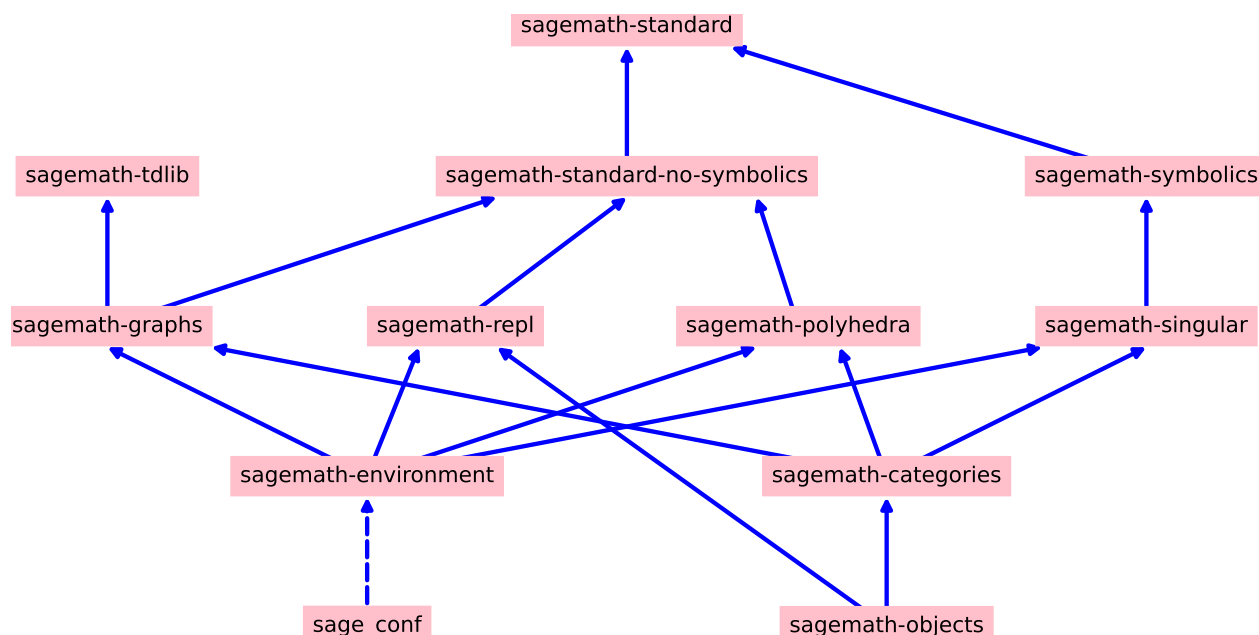 sagemath-standard
sagemath-tdlib
sagemath-standard-no-symbolics
sagemath-symbolics
sagemath-graphs
sagemath-repl
sagemath-polyhedra
sagemath-singular
sagemath-environment
sagemath-categories
sage_conf
sagemath-objects